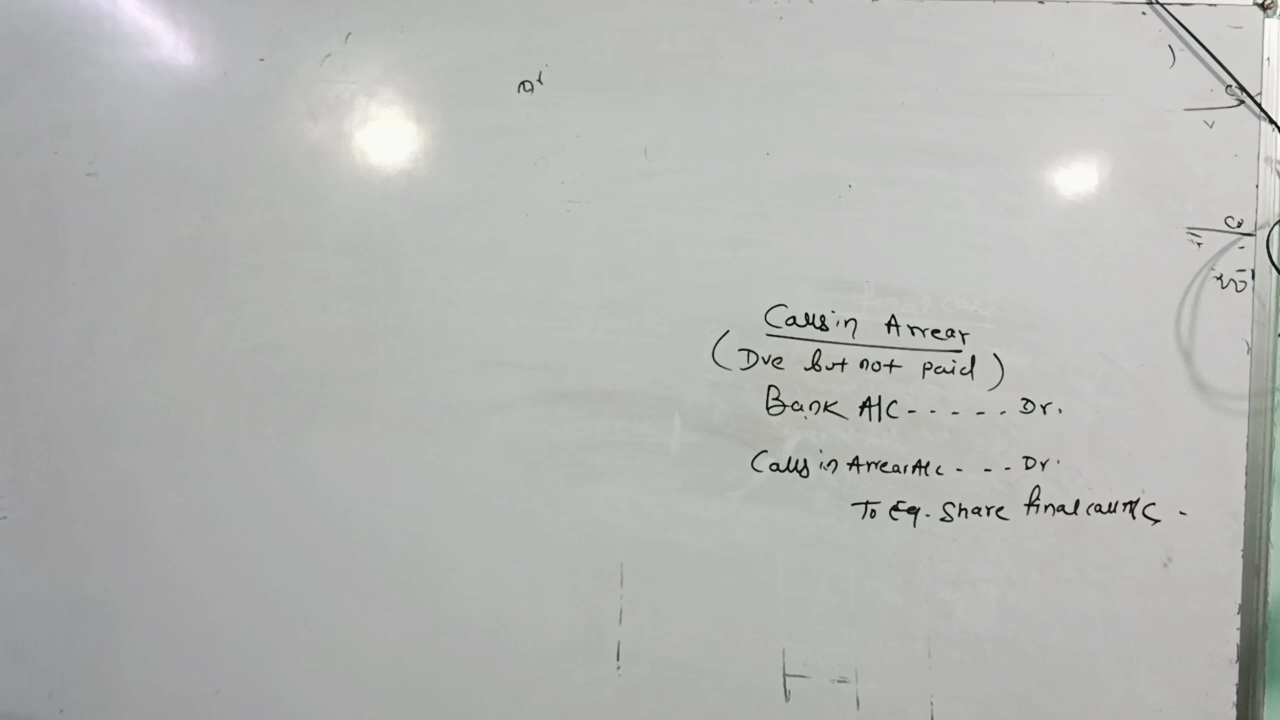 Calls in Arrear
(Due but not paid)
Bank A/C - - - - - Dr.
Calls in Arrear A/c - - - Dr.
To Eq. Share final call A/C -